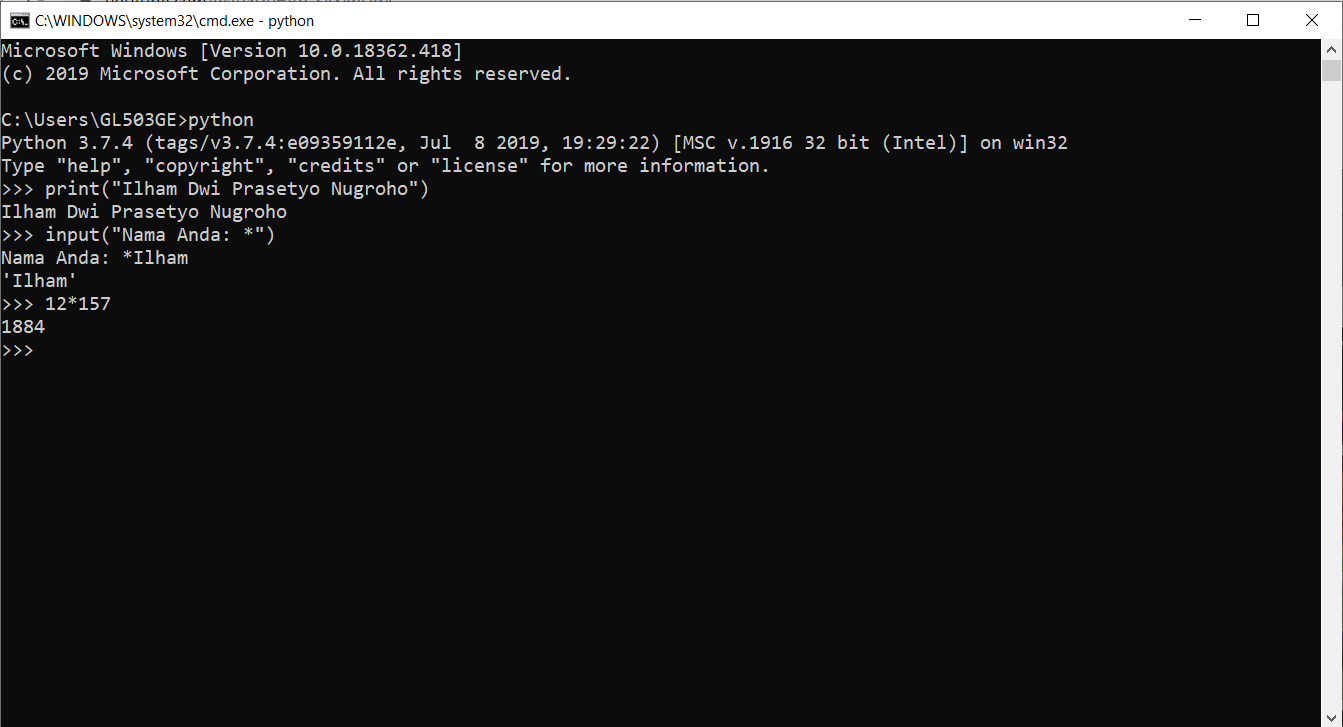 C:\WINDOWS\system32\cmd.exe - python
Microsoft Windows [Version 10.0.18362.418]
(c) 2019 Microsoft Corporation. All rights reserved.
C:\Users\GL503GE>python
Python 3.7.4 (tags/v3.7.4:e09359112e, Jul  8 2019, 19:29:22) [MSC v.1916 32 bit (Intel)] on win32
Type "help", "copyright", "credits" or "license" for more information.
>>> print("Ilham Dwi Prasetyo Nugroho")
Ilham Dwi Prasetyo Nugroho
>>> input("Nama Anda: *")
Nama Anda: *Ilham
'Ilham'
>>> 12*157
1884
>>>